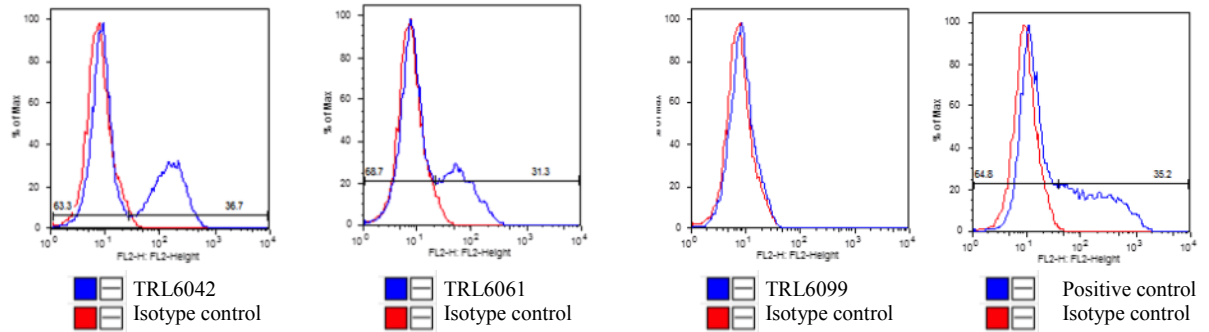 100
80
60
40
20
0
% of Max
63.3 36.7
10^0 10^1 10^2 10^3 10^4
FL2-H: FL2-Height
TRL6042
Isotype control
100
80
60
40
20
0
% of Max
68.7 31.3
10^0 10^1 10^2 10^3 10^4
FL2-H: FL2-Height
TRL6061
Isotype control
100
80
60
40
20
0
% of Max
10^0 10^1 10^2 10^3 10^4
FL2-H: FL2-Height
TRL6099
Isotype control
100
80
60
40
20
0
% of Max
64.8 35.2
10^0 10^1 10^2 10^3 10^4
FL2-H: FL2-Height
Positive control
Isotype control